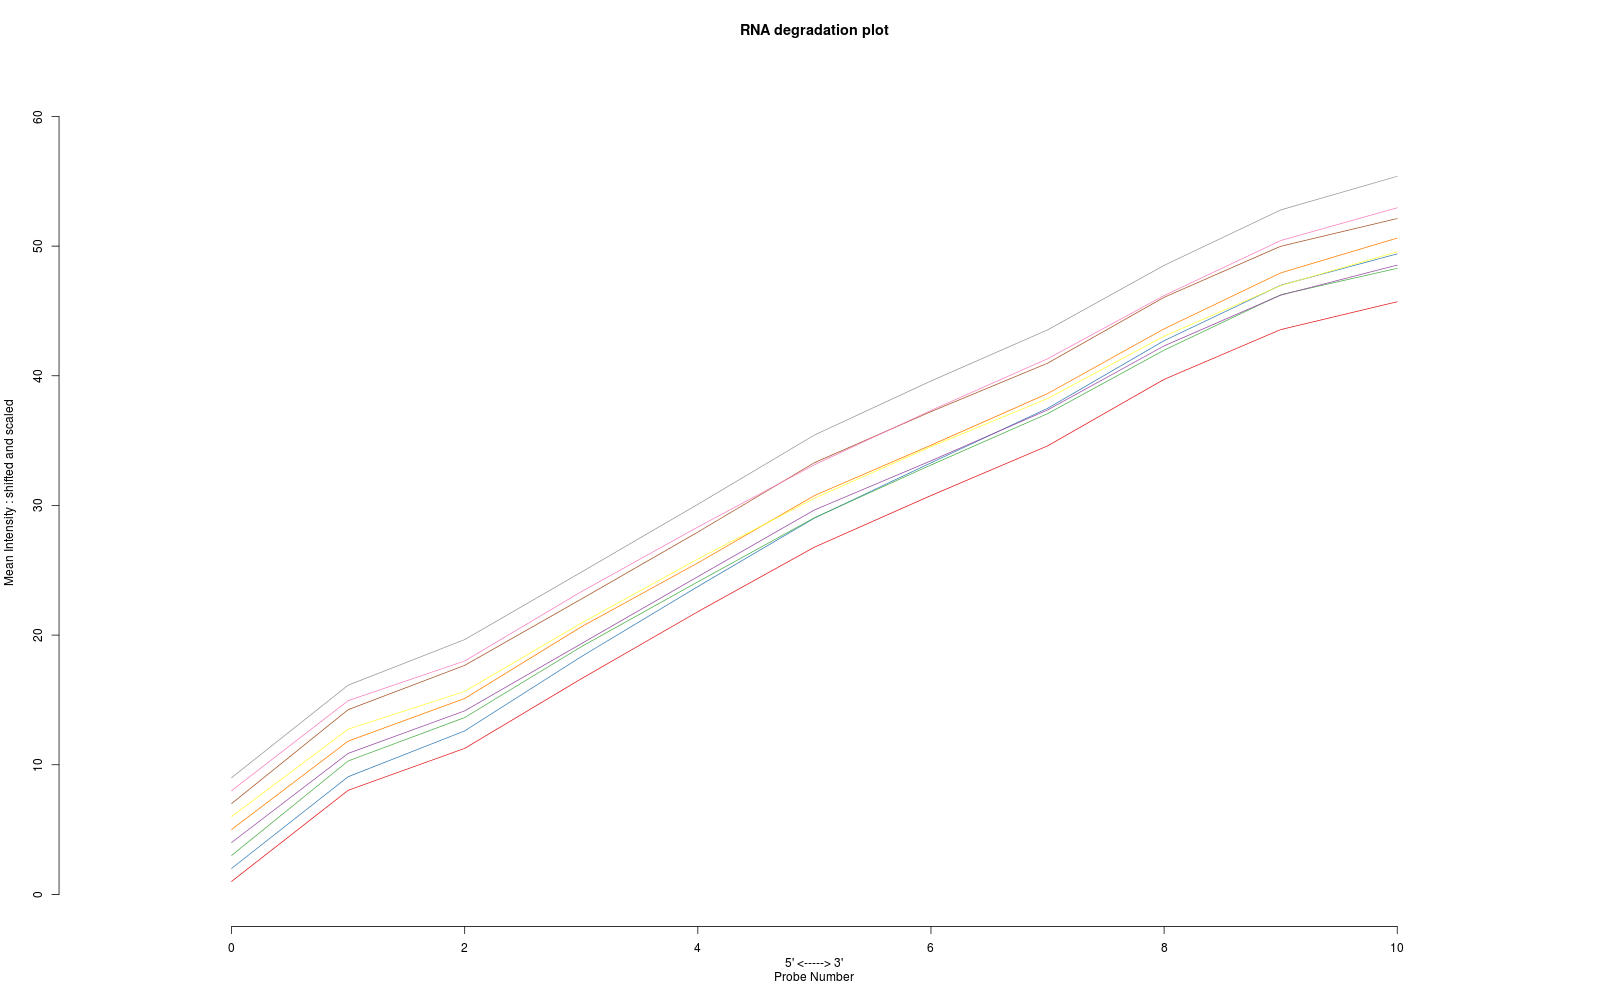 RNA degradation plot
Mean Intensity : shifted and scaled
60
50
40
30
20
10
0
0 2 4 6 8 10
5' <-----> 3'
Probe Number